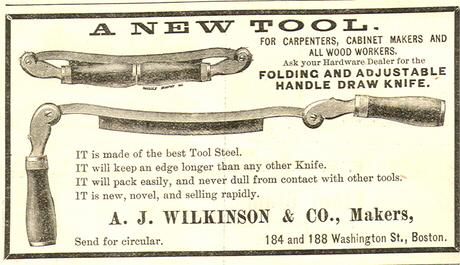 A NEW TOOL.
FOR CARPENTERS, CABINET MAKERS AND
ALL WOOD WORKERS.
Ask your Hardware Dealer for the
FOLDING AND ADJUSTABLE
HANDLE DRAW KNIFE.
IT is made of the best Tool Steel.
IT will keep an edge longer than any other Knife.
IT will pack easily, and never dull from contact with other tools.
IT is new, novel, and selling rapidly.
A. J. WILKINSON & CO., Makers,
Send for circular. 184 and 188 Washington St., Boston.